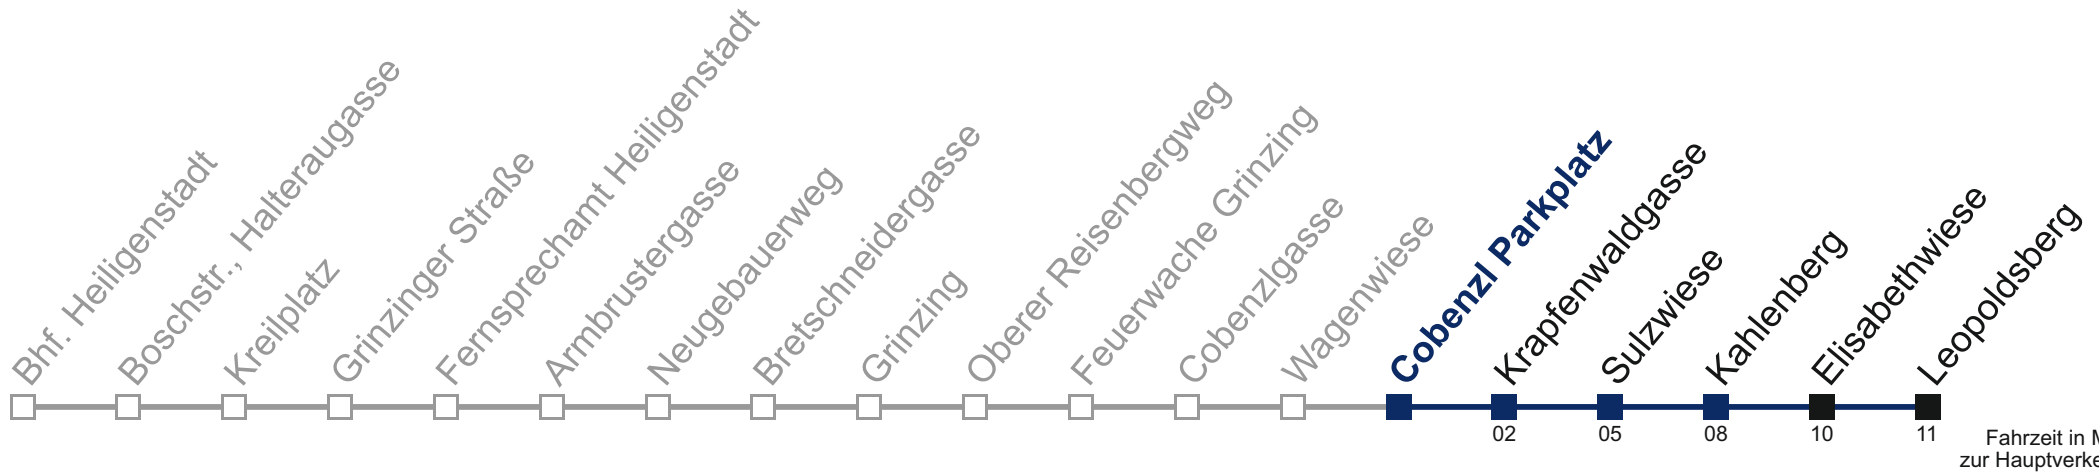 Bhf. Heiligenstadt
Boschstr., Halteraugasse
Kreilplatz
Grinzinger Straße
Fernsprechamt Heiligenstadt
Armbrustergasse
Neugebauerweg
Bretschneidergasse
Grinzing
Oberer Reisenbergweg
Feuerwache Grinzing
Cobenzlgasse
Wagenwiese
Cobenzl Parkplatz
Krapfenwaldgasse
Sulzwiese
Kahlenberg
Elisabethwiese
Leopoldsberg
02 05 08 10 11
Fahrzeit in M
zur Hauptverke